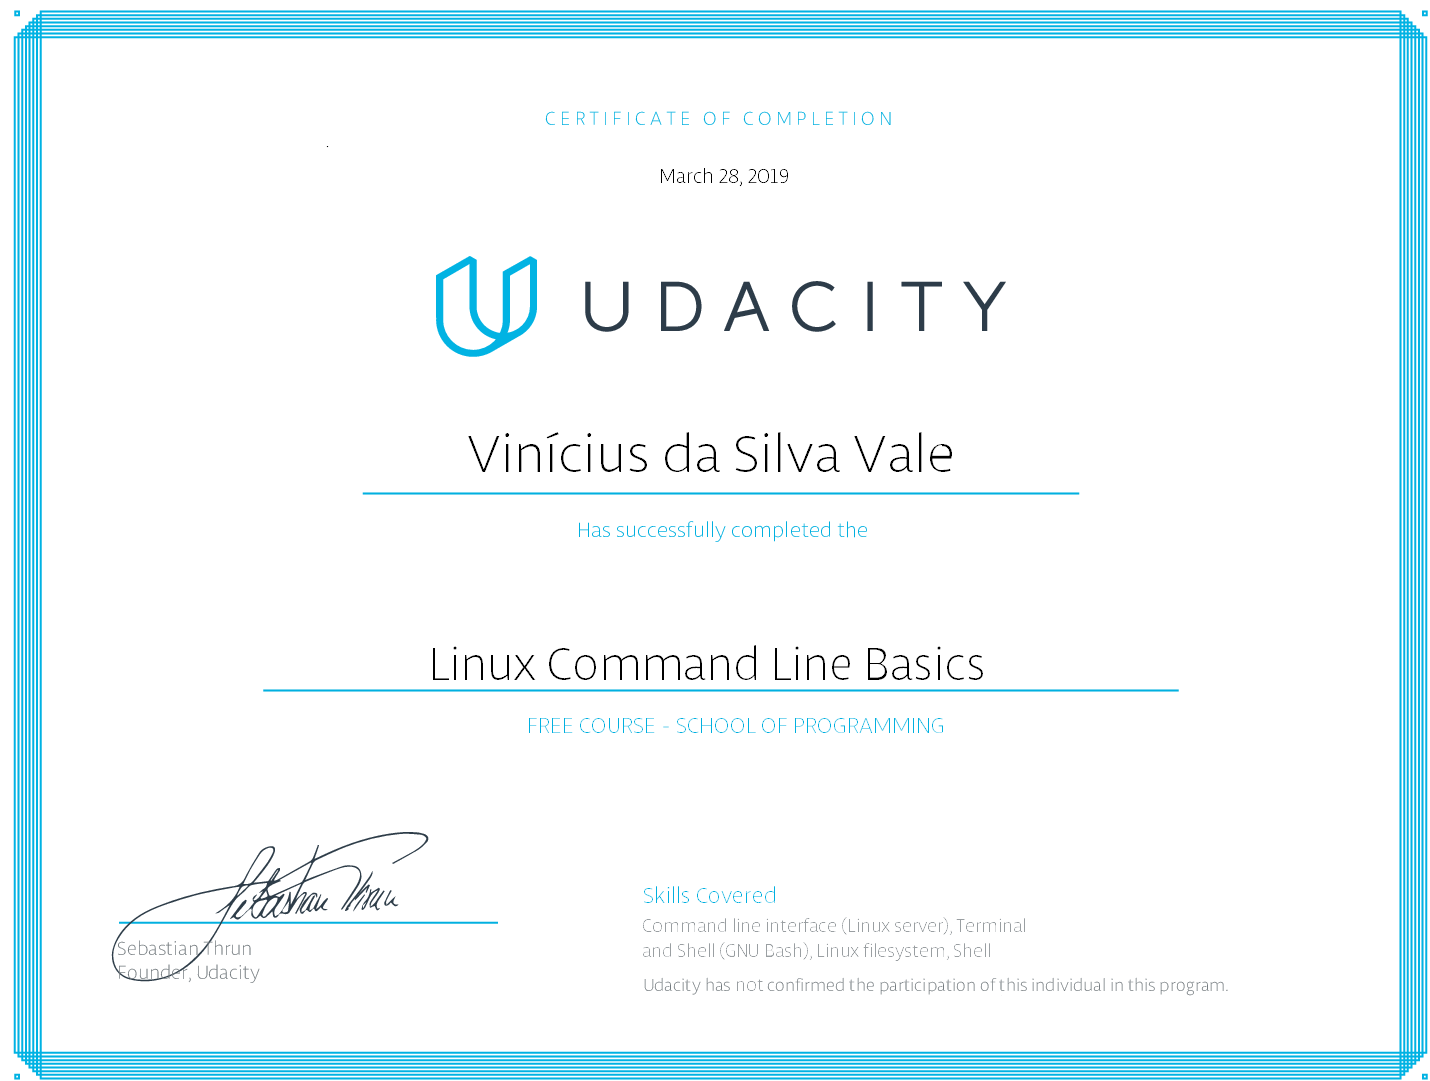 CERTIFICATE OF COMPLETION
March 28, 2019
UDACITY
Vinícius da Silva Vale
Has successfully completed the
Linux Command Line Basics
FREE COURSE - SCHOOL OF PROGRAMMING
Sebastian Thrun
Sebastian Thrun
Founder, Udacity
Skills Covered
Command line interface (Linux server), Terminal
and Shell (GNU Bash), Linux filesystem, Shell
Udacity has not confirmed the participation of this individual in this program.